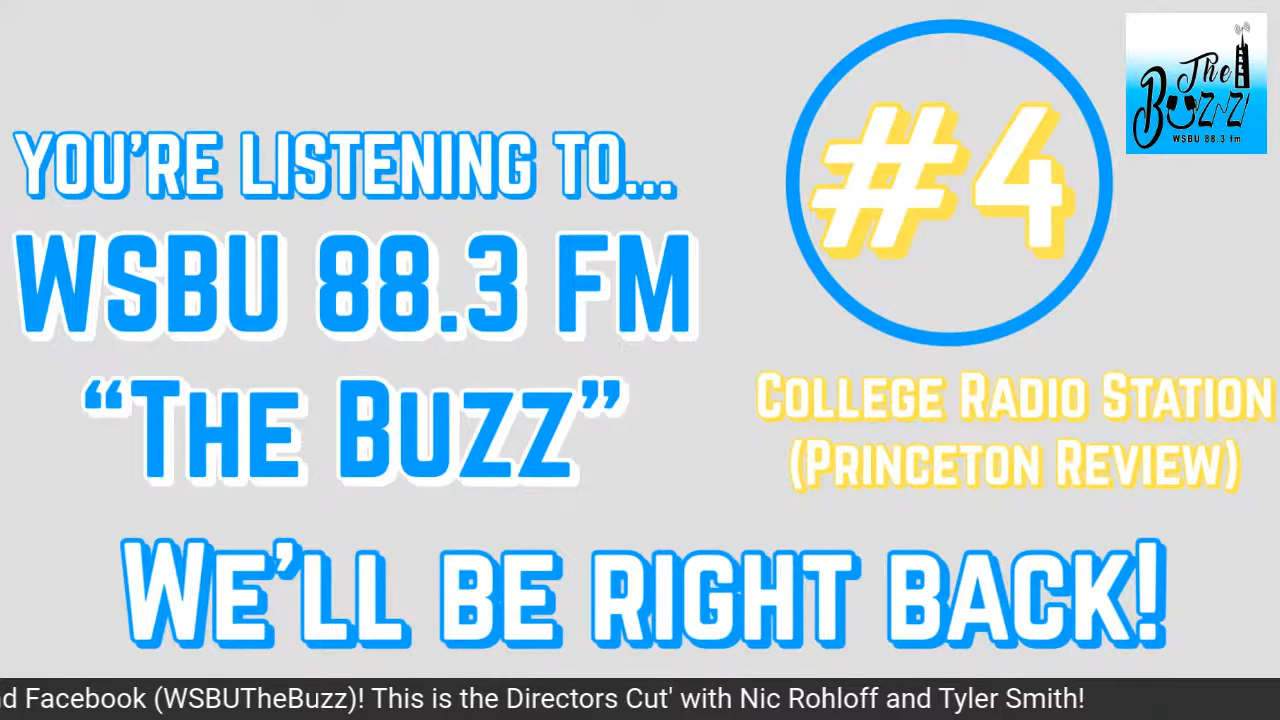 YOU'RE LISTENING TO...
WSBU 88.3 FM
“THE BUZZ”
#4
COLLEGE RADIO STATION
(PRINCETON REVIEW)
The
Buzz
WSBU 88.3 fm
WE'LL BE RIGHT BACK!
Facebook (WSBUTheBuzz)! This is the Directors Cut' with Nic Rohloff and Tyler Smith!